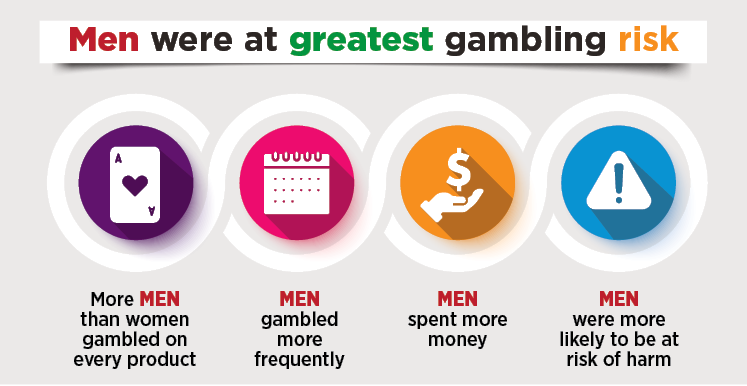 Men were at greatest gambling risk
A
A
$
!
More MEN
than women
gambled on
every product
MEN
gambled
more
frequently
MEN
spent more
money
MEN
were more
likely to be at
risk of harm